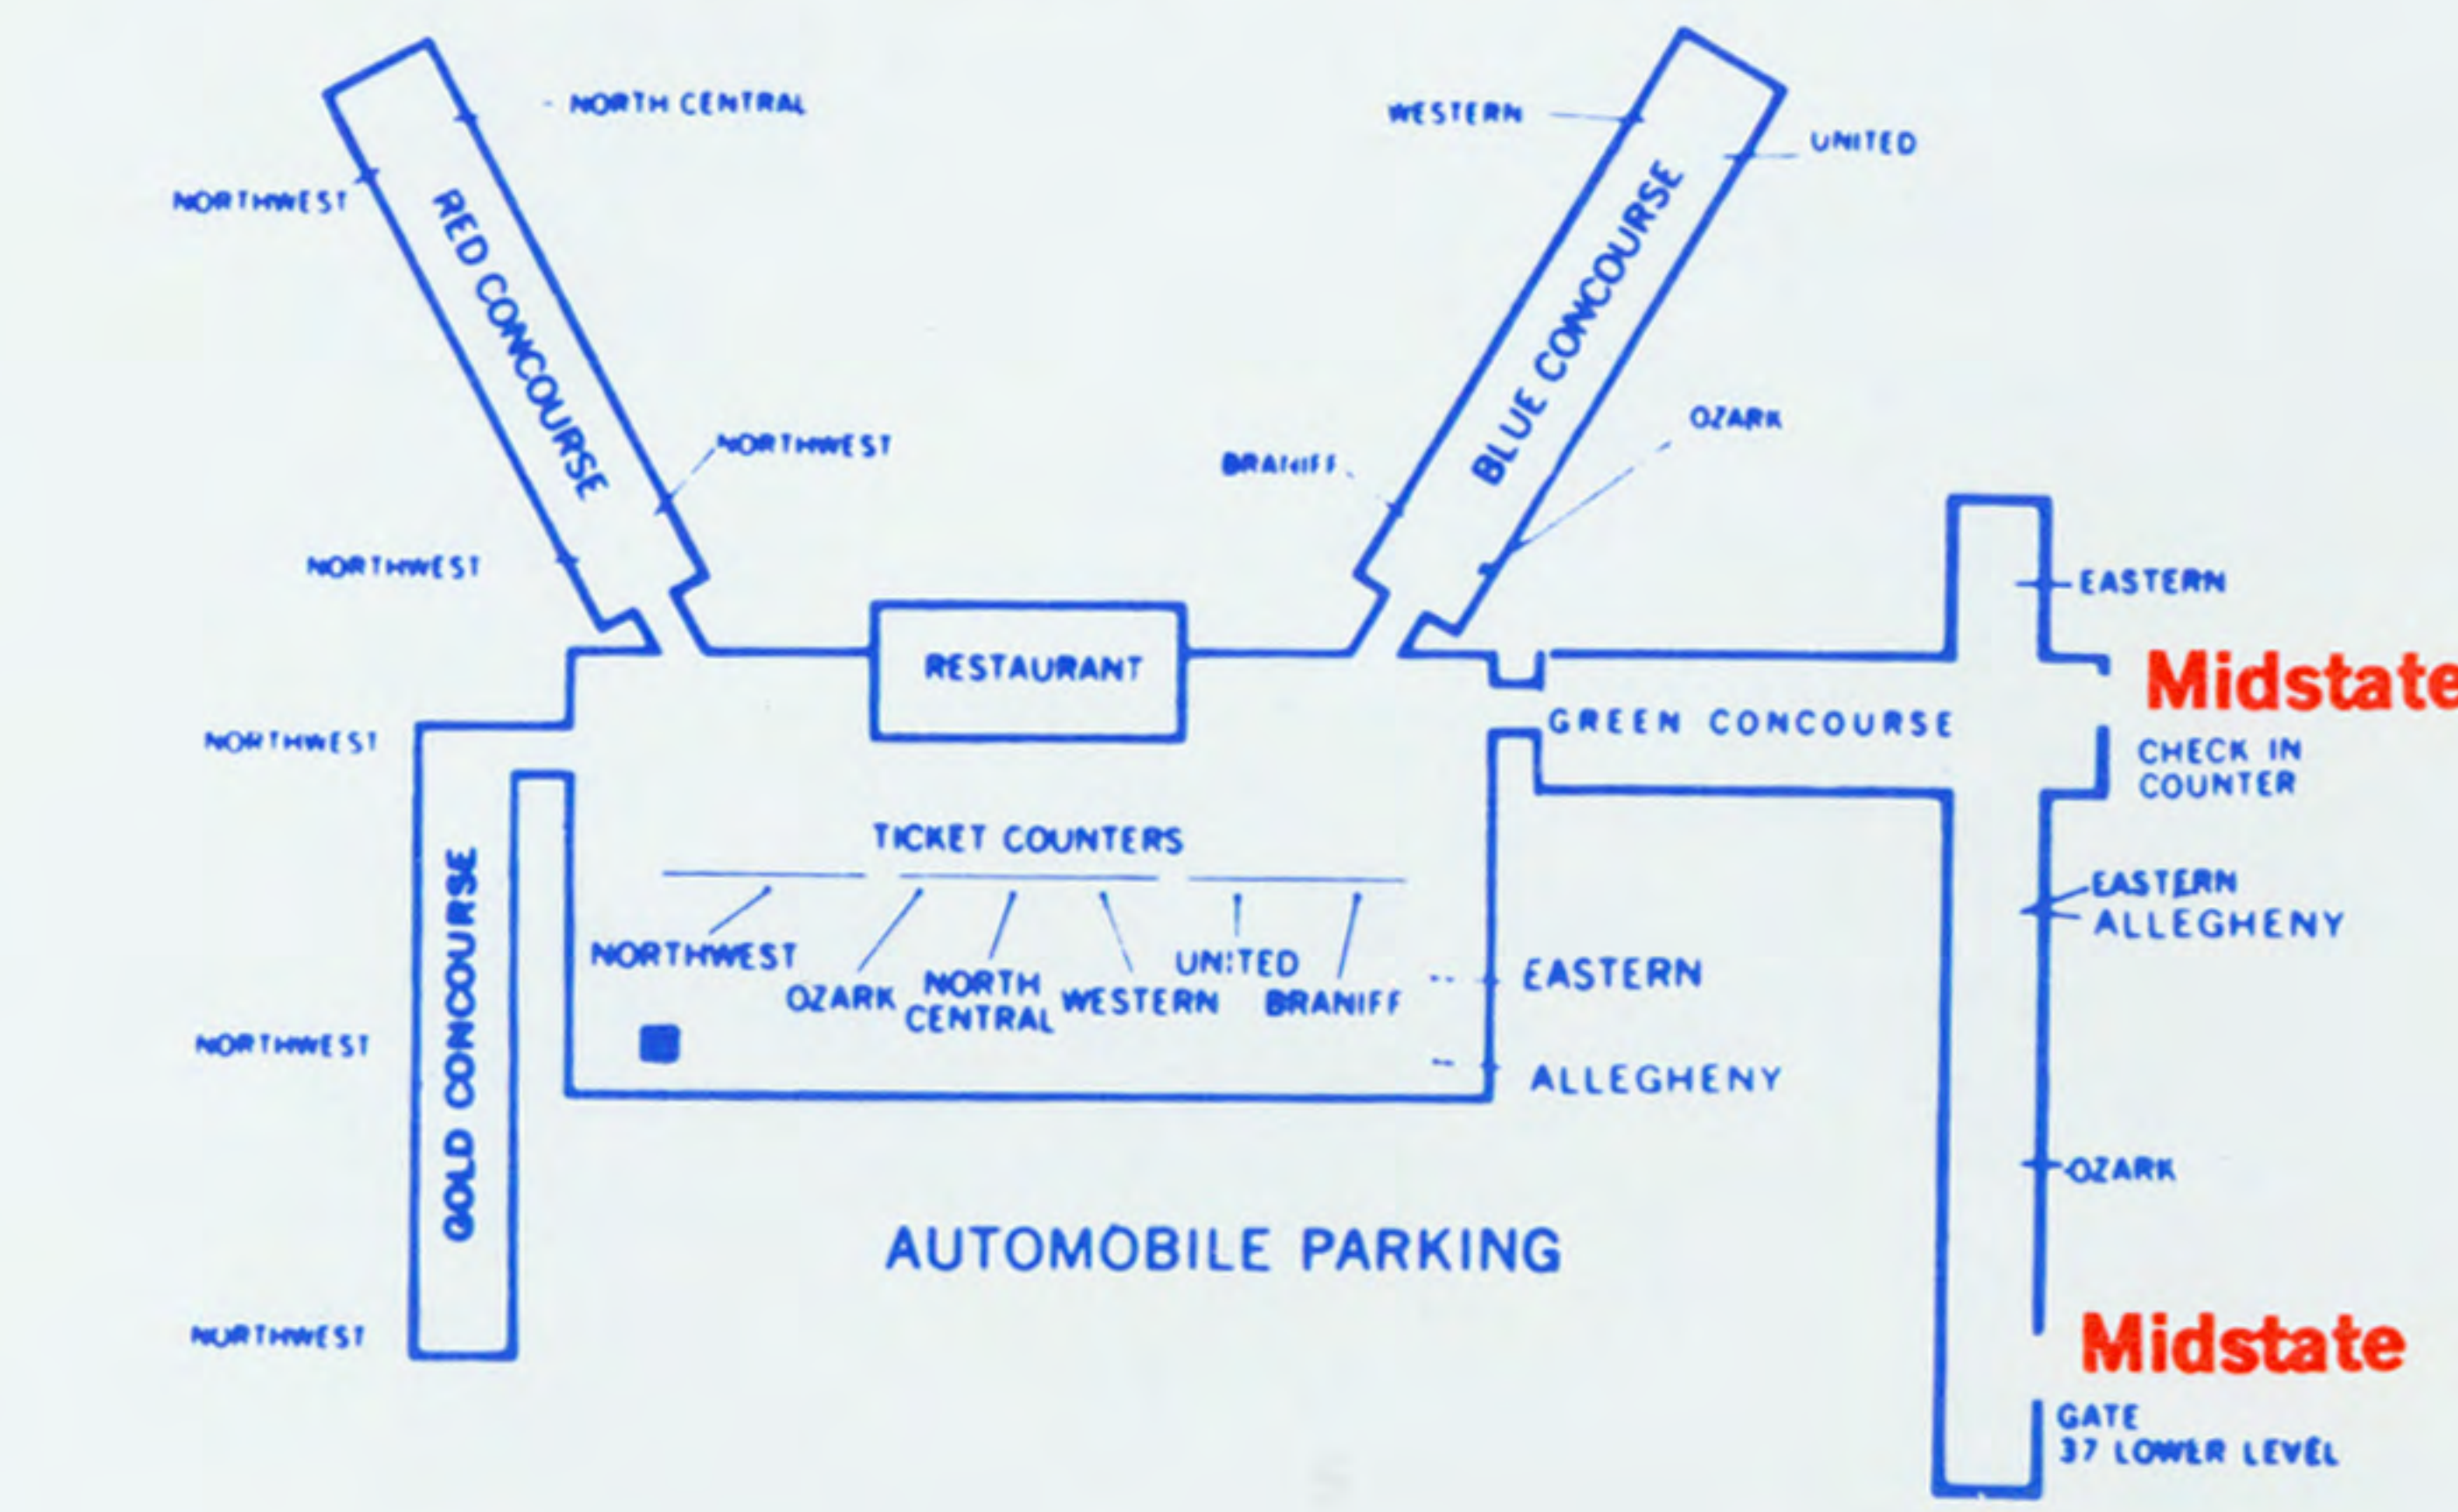 NORTH CENTRAL
WESTERN
UNITED
NORTHWEST
RED CONCOURSE
BLUE CONCOURSE
OZARK
NORTHWEST
BRANIFF
NORTHWEST
EASTERN
RESTAURANT
Midstate
GREEN CONCOURSE
NORTHWEST
CHECK IN
COUNTER
TICKET COUNTERS
EASTERN
ALLEGHENY
GOLD CONCOURSE
NORTHWEST
OZARK
NORTH
CENTRAL
WESTERN
UNITED
BRANIFF
EASTERN
NORTHWEST
ALLEGHENY
OZARK
AUTOMOBILE PARKING
NORTHWEST
Midstate
GATE
37 LOWER LEVEL